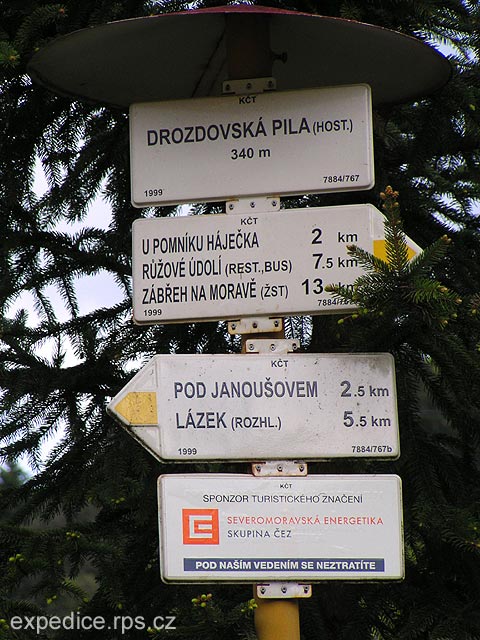 KČT
DROZDOVSKÁ PILA (HOST.)
340 m
1999 7884/767
KČT
U POMNÍKU HÁJEČKA 2 km
RŮŽOVÉ ÚDOLÍ (REST.,BUS) 7.5 km
ZÁBŘEH NA MORAVĚ (ŽST) 13
1999 7884/767
KČT
POD JANOUŠOVEM 2.5 km
LÁZEK (ROZHL.) 5.5 km
1999 7884/767b
KČT
SPONZOR TURISTICKÉHO ZNAČENÍ
SEVEROMORAVSKÁ ENERGETIKA
SKUPINA ČEZ
POD NAŠÍM VEDENÍM SE NEZTRATÍTE
expedice.rps.cz